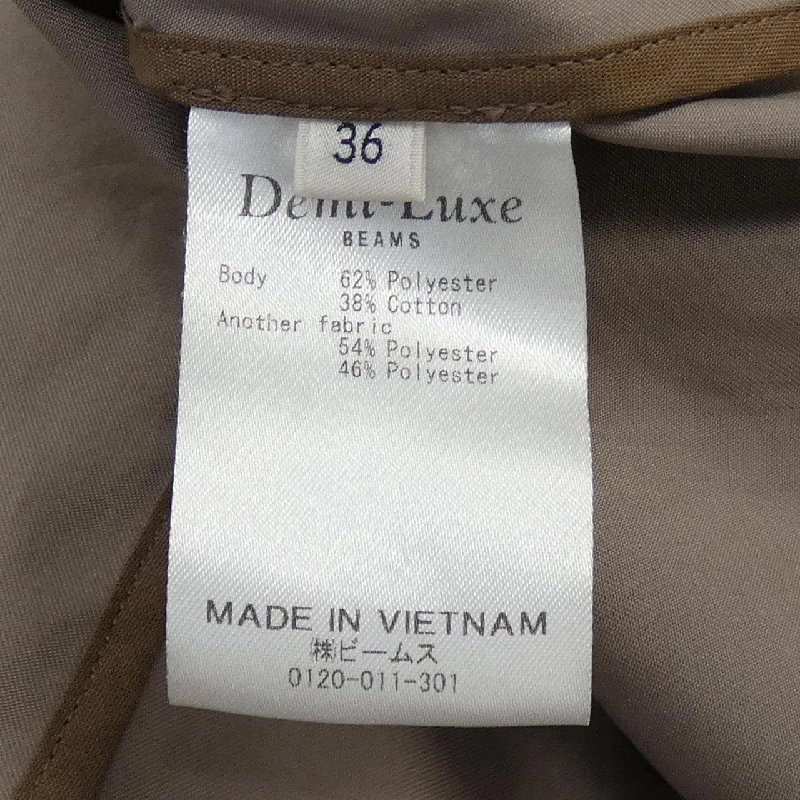 36
Demi-Luxe
BEAMS
Body 62% Polyester
38% Cotton
Another fabric
54% Polyester
46% Polyester
MADE IN VIETNAM
㈱ビームス
0120-011-301